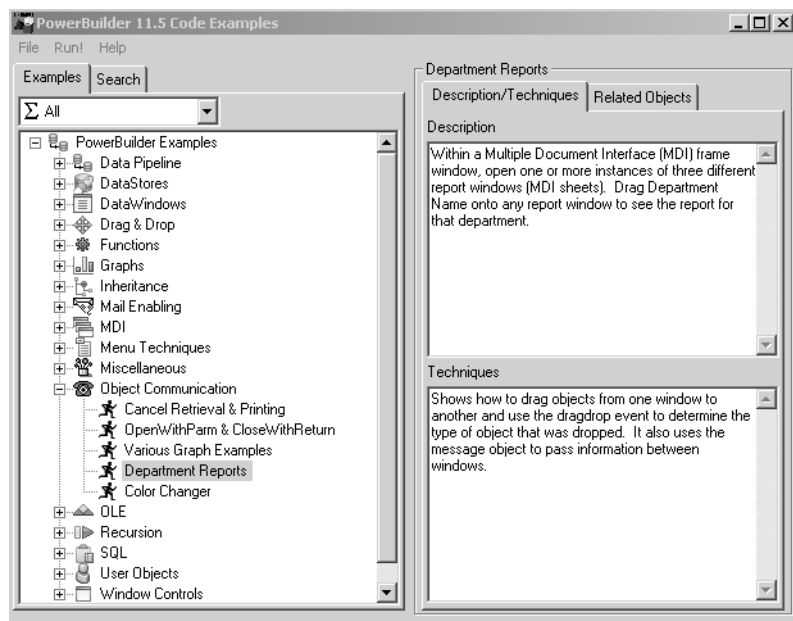 PowerBuilder 11.5 Code Examples
File Run! Help
Examples Search
Σ All
PowerBuilder Examples
Data Pipeline
DataStores
DataWindows
Drag & Drop
Functions
Graphs
Inheritance
Mail Enabling
MDI
Menu Techniques
Miscellaneous
Object Communication
Cancel Retrieval & Printing
OpenWithParm & CloseWithReturn
Various Graph Examples
Department Reports
Color Changer
OLE
Recursion
SQL
User Objects
Window Controls
Department Reports
Description/Techniques Related Objects
Description
Within a Multiple Document Interface (MDI) frame
window, open one or more instances of three different
report windows (MDI sheets). Drag Department
Name onto any report window to see the report for
that department.
Techniques
Shows how to drag objects from one window to
another and use the dragdrop event to determine the
type of object that was dropped. It also uses the
message object to pass information between
windows.